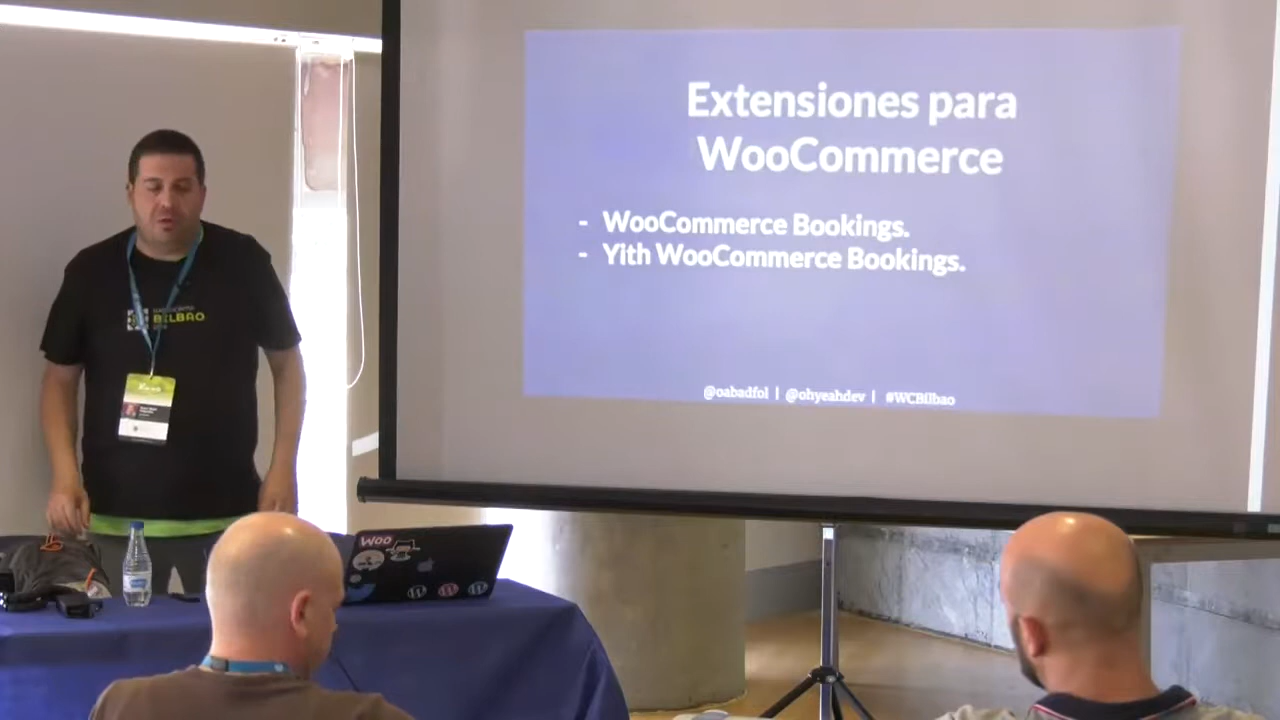 Extensiones para
WooCommerce
- WooCommerce Bookings.
- Yith WooCommerce Bookings.
@oabadfol | @ohyeahdev | #WCBilbao
BILBAO
Woo